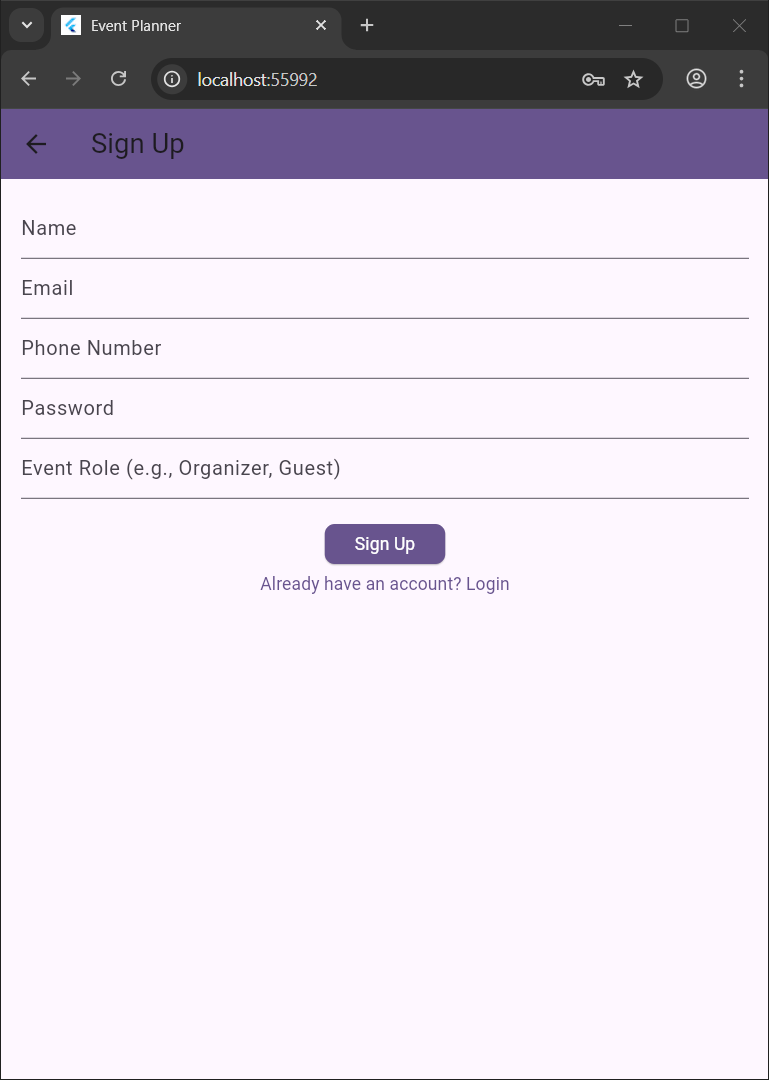 Event Planner
localhost:55992
Sign Up
Name
Email
Phone Number
Password
Event Role (e.g., Organizer, Guest)
Sign Up
Already have an account? Login